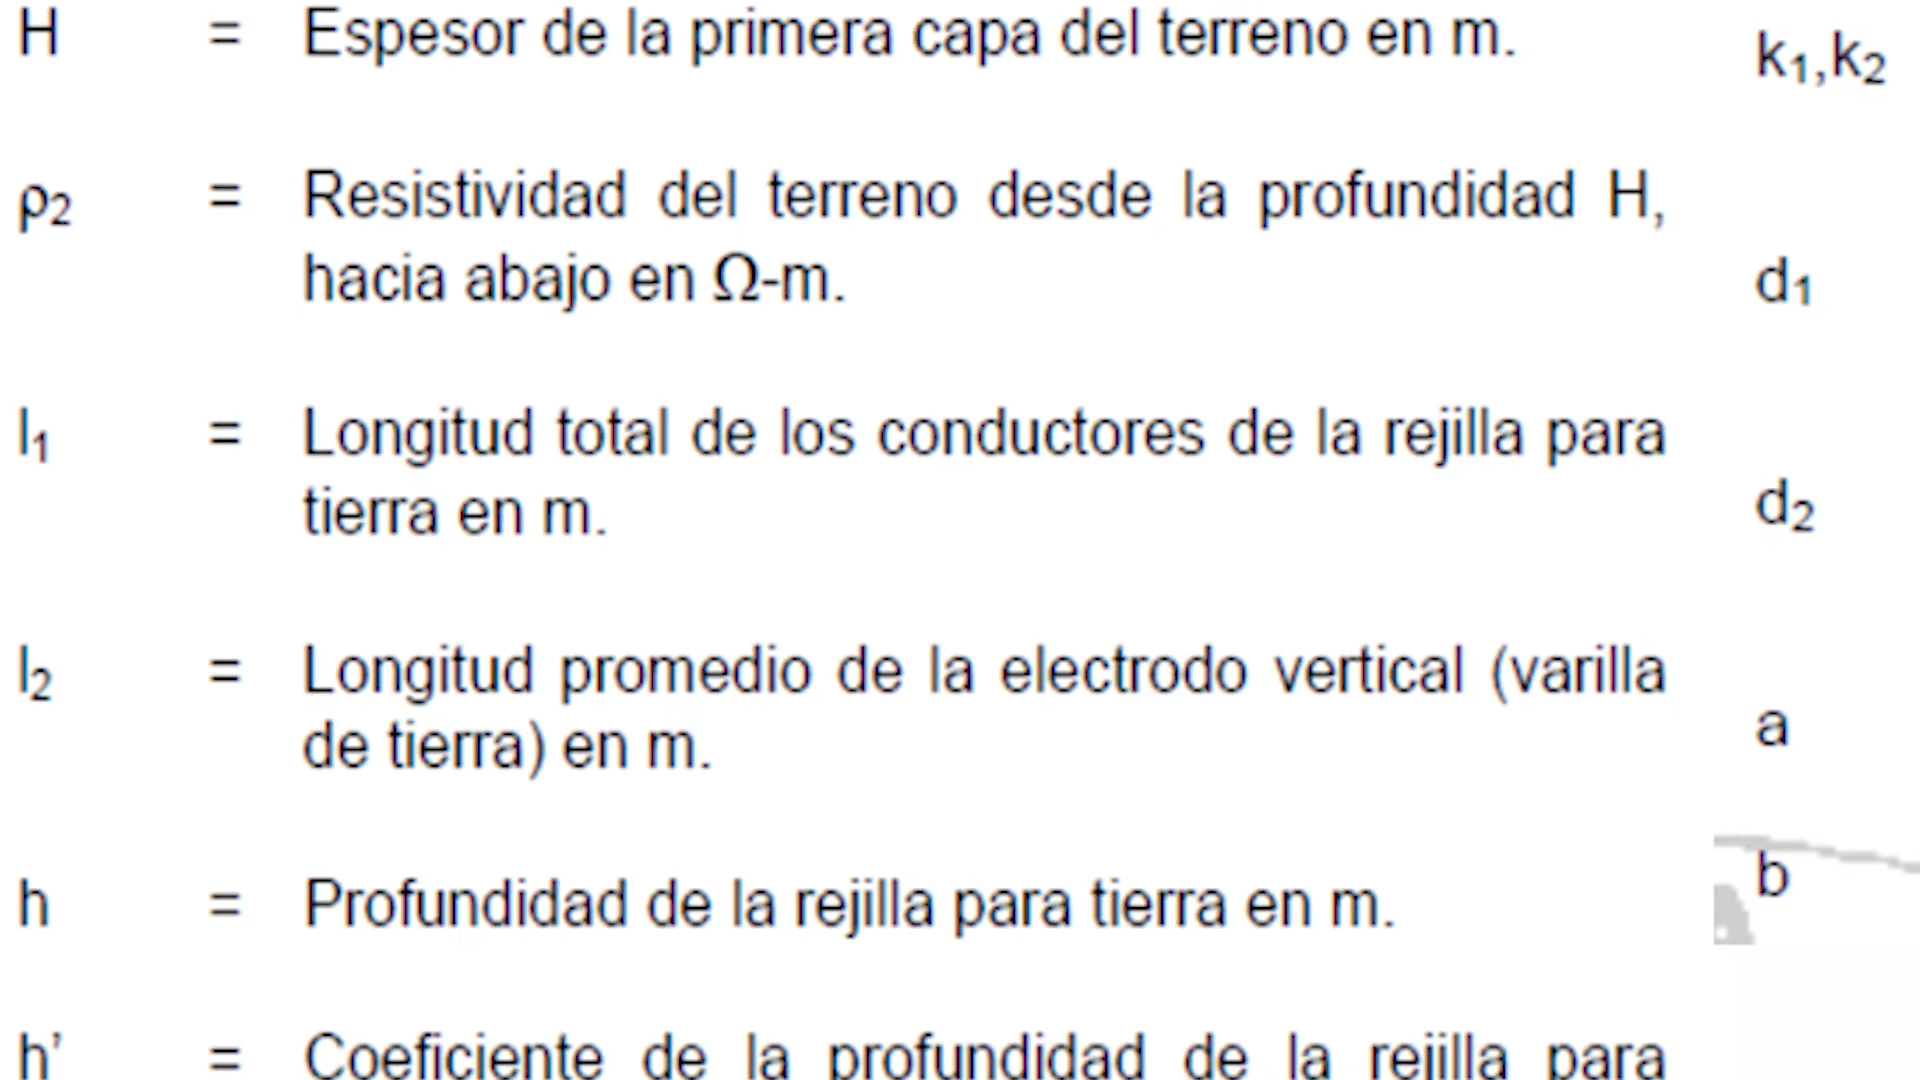 H = Espesor de la primera capa del terreno en m.
ρ₂ = Resistividad del terreno desde la profundidad H,
hacia abajo en Ω-m.
l₁ = Longitud total de los conductores de la rejilla para
tierra en m.
l₂ = Longitud promedio de la electrodo vertical (varilla
de tierra) en m.
h = Profundidad de la rejilla para tierra en m.
h’ = Coeficiente de la profundidad de la rejilla para
k₁,k₂
d₁
d₂
a
b